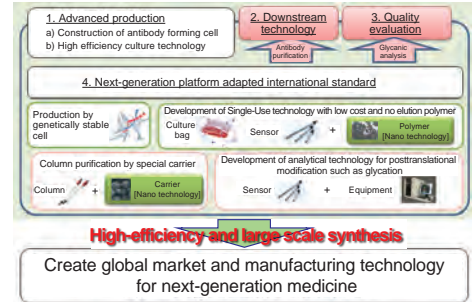 1. Advanced production
a) Construction of antibody forming cell
b) High efficiency culture technology
2. Downstream
technology
3. Quality
evaluation
Antibody
purification
Glycanic
analysis
4. Next-generation platform adapted international standard
Production by
genetically stable
cell
Development of Single-Use technology with low cost and no elution polymer
Culture
bag
Sensor
+
Polymer
[Nano technology]
Column purification by special carrier
Column
+
Carrier
[Nano technology]
Development of analytical technology for posttranslational
modification such as glycation
Sensor
+
Equipment
High-efficiency and large scale synthesis
Create global market and manufacturing technology
for next-generation medicine